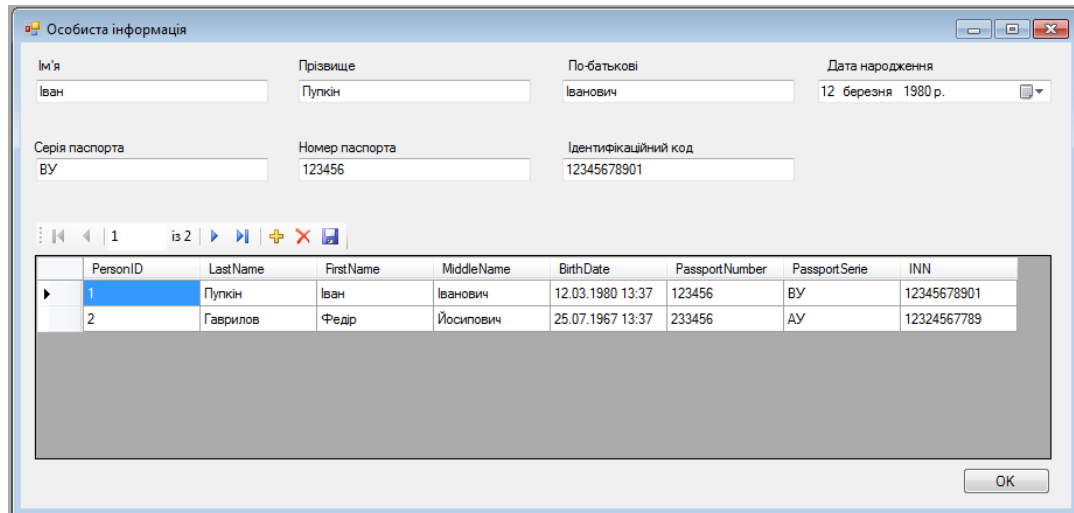 Особиста інформація
Ім'я Прізвище По-батькові Дата народження
Іван Пупкін Іванович 12 березня 1980 р.
Серія паспорта Номер паспорта Ідентифікаційний код
ВУ 123456 12345678901
1 із 2
PersonID LastName FirstName MiddleName BirthDate PassportNumber PassportSerie INN
1 Пупкін Іван Іванович 12.03.1980 13:37 123456 ВУ 12345678901
2 Гаврилов Федір Йосипович 25.07.1967 13:37 233456 АУ 12324567789
OK